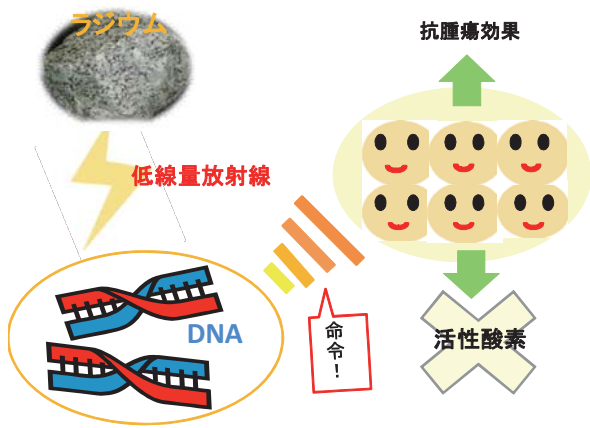 ラジウム
抗腫瘍効果
低線量放射線
DNA
命令！
活性酸素